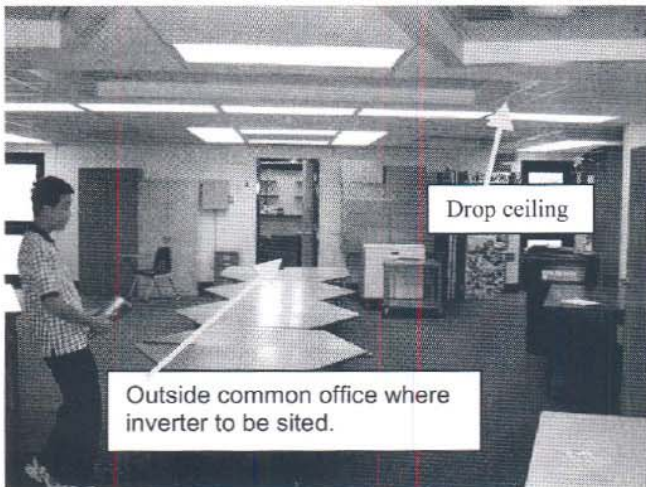 Drop ceiling
Outside common office where
inverter to be sited.